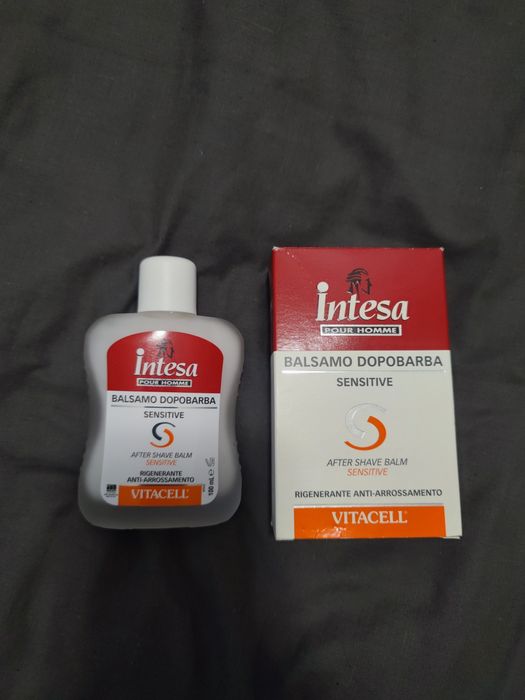 Intesa
POUR HOMME
BALSAMO DOPOBARBA
SENSITIVE
AFTER SHAVE BALM
SENSITIVE
RIGENERANTE
ANTI-ARROSSAMENTO
100 mL e
VITACELL
Intesa
POUR HOMME
BALSAMO DOPOBARBA
SENSITIVE
AFTER SHAVE BALM
SENSITIVE
RIGENERANTE ANTI-ARROSSAMENTO
VITACELL